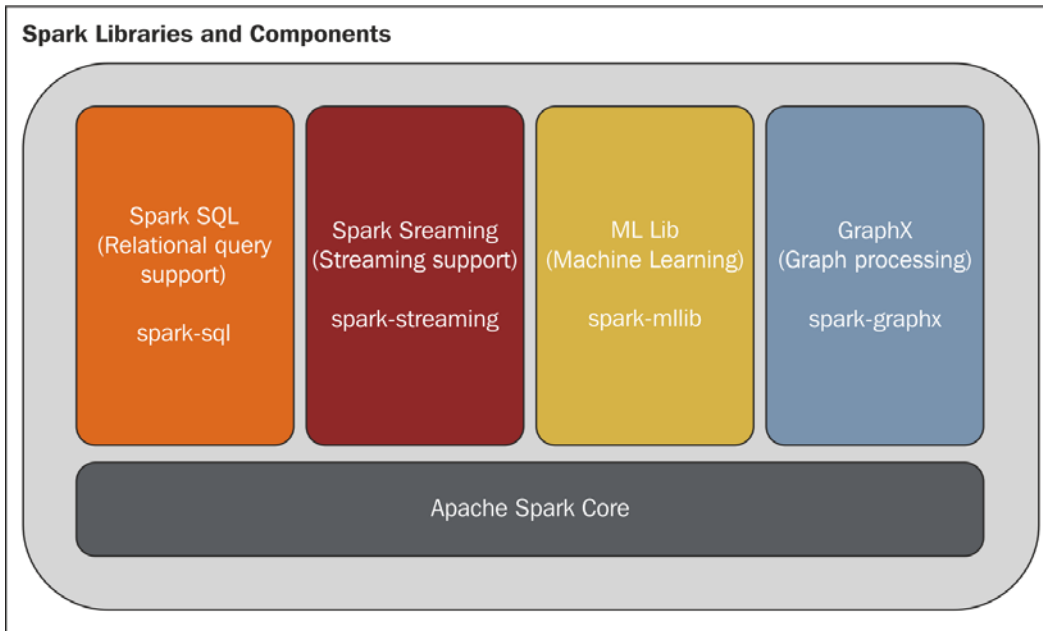 Spark Libraries and Components
Spark SQL
(Relational query
support)
spark-sql
Spark Sreaming
(Streaming support)
spark-streaming
ML Lib
(Machine Learning)
spark-mllib
GraphX
(Graph processing)
spark-graphx
Apache Spark Core